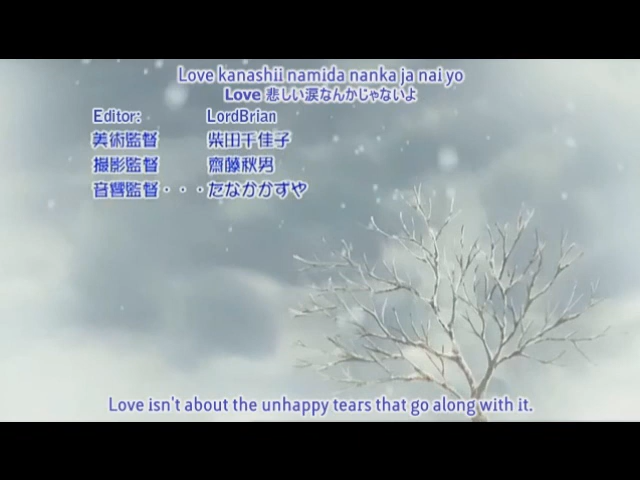 Love kanashii namida nanka ja nai yo
Love 悲しい涙なんかじゃないよ
Editor: LordBrian
美術監督 柴田千佳子
撮影監督 齋藤秋男
音響監督・・・たなかかずや
Love isn't about the unhappy tears that go along with it.